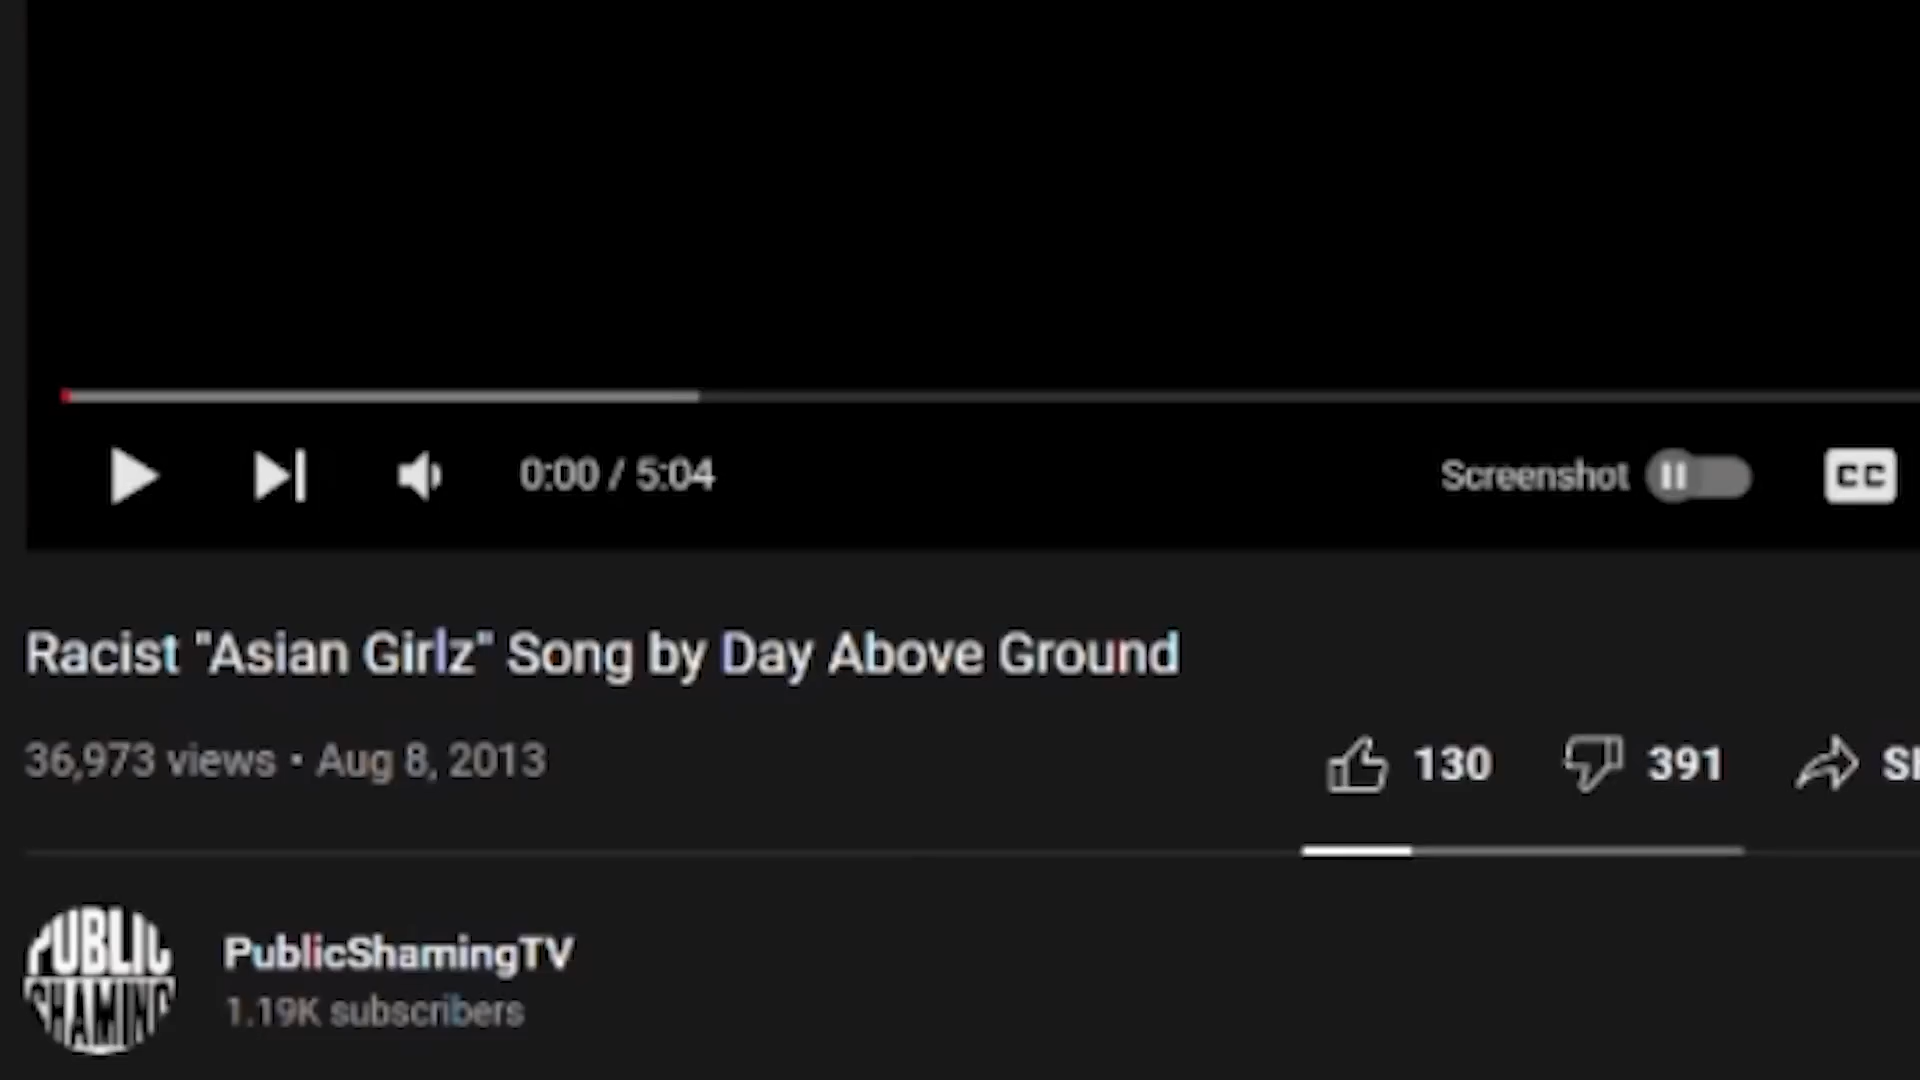 0:00 / 5:04
Screenshot
CC
Racist "Asian Girlz" Song by Day Above Ground
36,973 views • Aug 8, 2013
130
391
PUBLIC
SHAMING
PublicShamingTV
1.19K subscribers